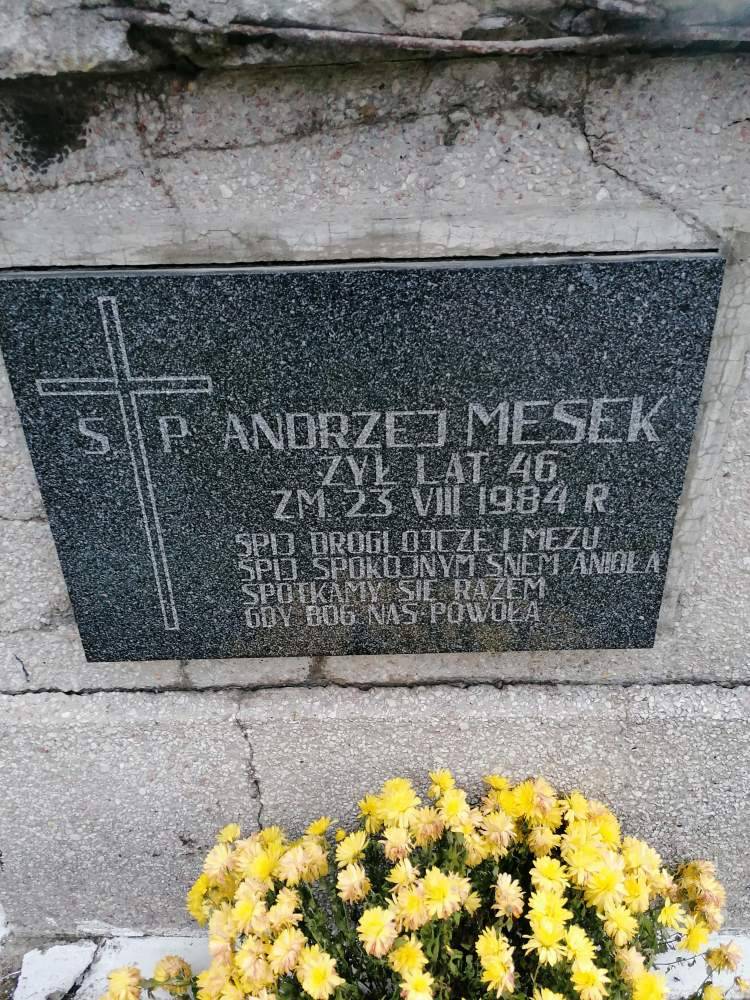 Ś. P. ANDRZEJ MESEK
ŻYŁ LAT 46
ZM. 23 VIII 1984 R
ŚPIJ DROGI OJCZE I MĘŻU
ŚPIJ SPOKOJNYM SNEM ANIOŁA
SPOTKAMY SIĘ RAZEM
GDY BÓG NAS POWOŁA